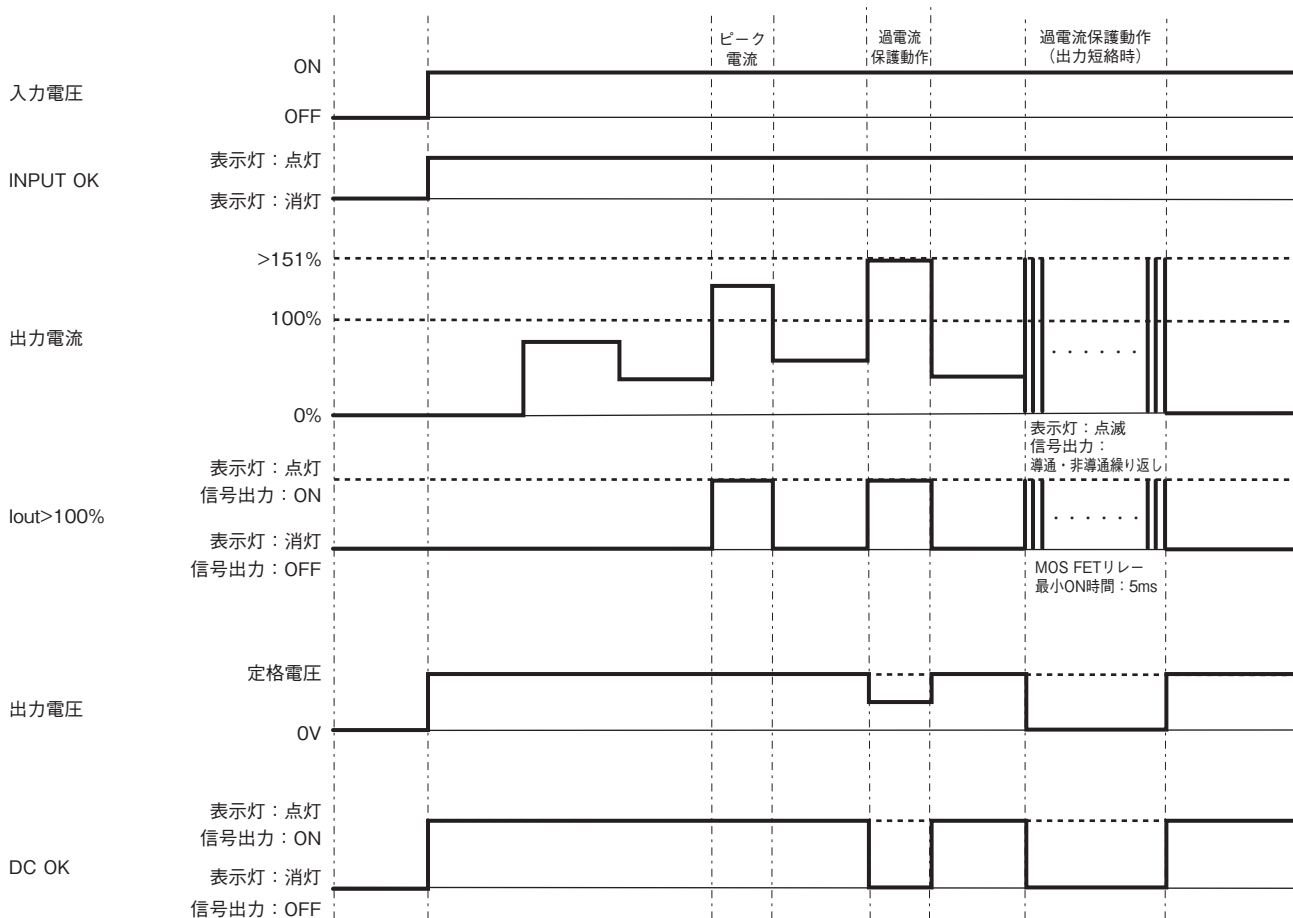 ピーク
電流
過電流
保護動作
過電流保護動作
（出力短絡時）
入力電圧
ON
OFF
INPUT OK
表示灯：点灯
表示灯：消灯
出力電流
>151%
100%
0%
・・・・・・
表示灯：点滅
信号出力：
導通・非導通繰り返し
Iout>100%
表示灯：点灯
信号出力：ON
表示灯：消灯
信号出力：OFF
・・・・・・
MOS FETリレー
最小ON時間：5ms
出力電圧
定格電圧
0V
DC OK
表示灯：点灯
信号出力：ON
表示灯：消灯
信号出力：OFF